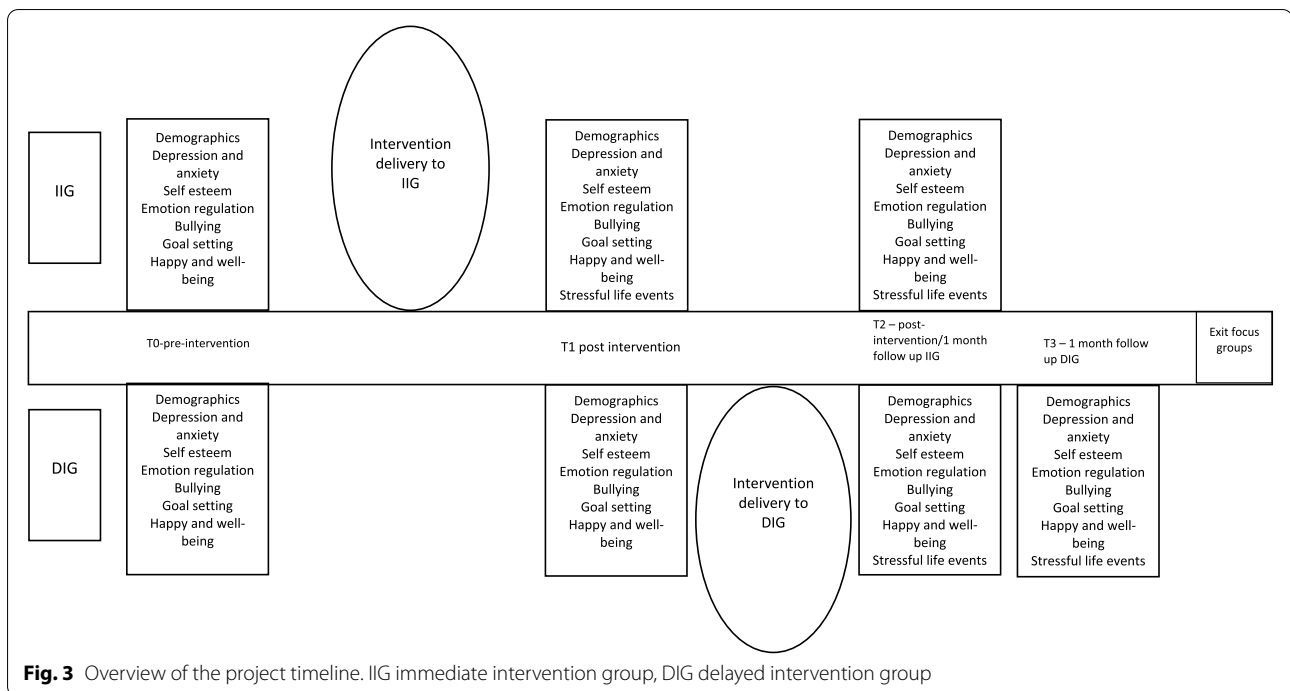 IIG
Demographics
Depression and
anxiety
Self esteem
Emotion regulation
Bullying
Goal setting
Happy and well-
being
Intervention
delivery to
IIG
Demographics
Depression and
anxiety
Self esteem
Emotion regulation
Bullying
Goal setting
Happy and well-
being
Stressful life events
Demographics
Depression and
anxiety
Self esteem
Emotion regulation
Bullying
Goal setting
Happy and well-
being
Stressful life events
T0-pre-intervention
T1 post intervention
T2 – post-
intervention/1 month
follow up IIG
T3 – 1 month follow
up DIG
Exit focus
groups
DIG
Demographics
Depression and
anxiety
Self esteem
Emotion regulation
Bullying
Goal setting
Happy and well-
being
Demographics
Depression and
anxiety
Self esteem
Emotion regulation
Bullying
Goal setting
Happy and well-
being
Intervention
delivery to
DIG
Demographics
Depression and
anxiety
Self esteem
Emotion regulation
Bullying
Goal setting
Happy and well-
being
Stressful life events
Demographics
Depression and
anxiety
Self esteem
Emotion regulation
Bullying
Goal setting
Happy and well-
being
Stressful life events
Fig. 3 Overview of the project timeline. IIG immediate intervention group, DIG delayed intervention group